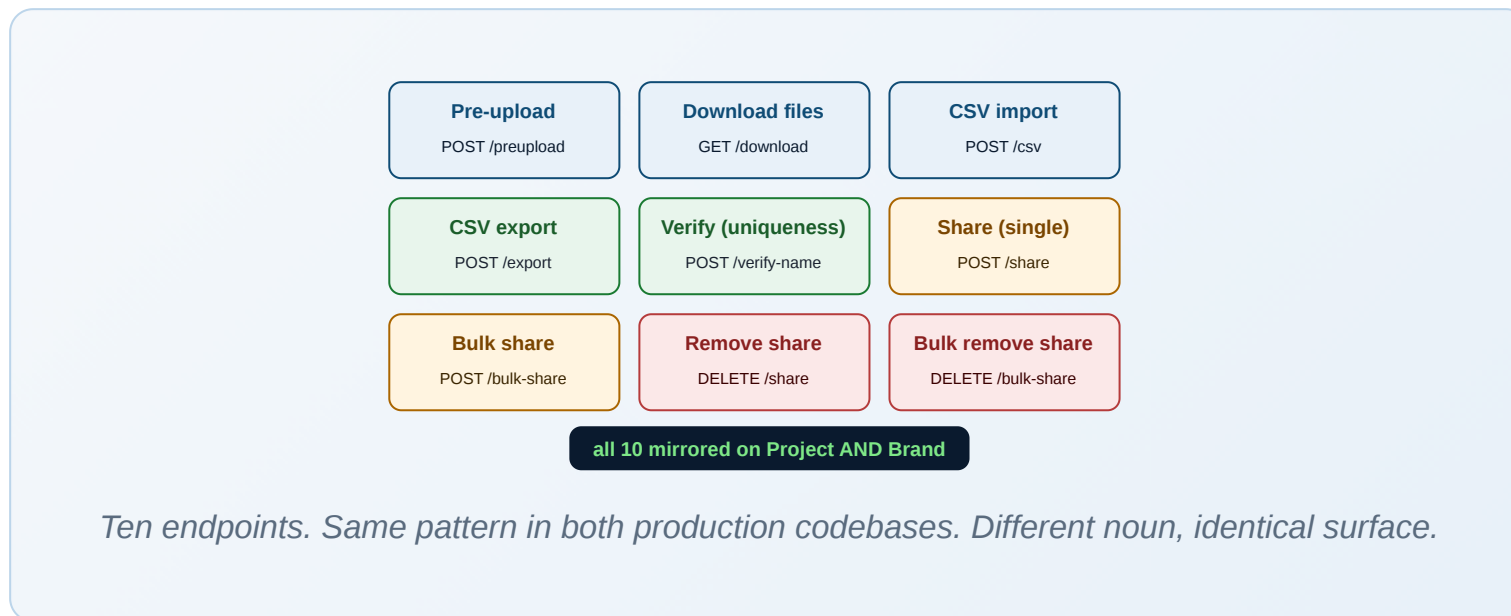 Pre-upload
POST /preupload
Download files
GET /download
CSV import
POST /csv
CSV export
POST /export
Verify (uniqueness)
POST /verify-name
Share (single)
POST /share
Bulk share
POST /bulk-share
Remove share
DELETE /share
Bulk remove share
DELETE /bulk-share
all 10 mirrored on Project AND Brand
Ten endpoints. Same pattern in both production codebases. Different noun, identical surface.